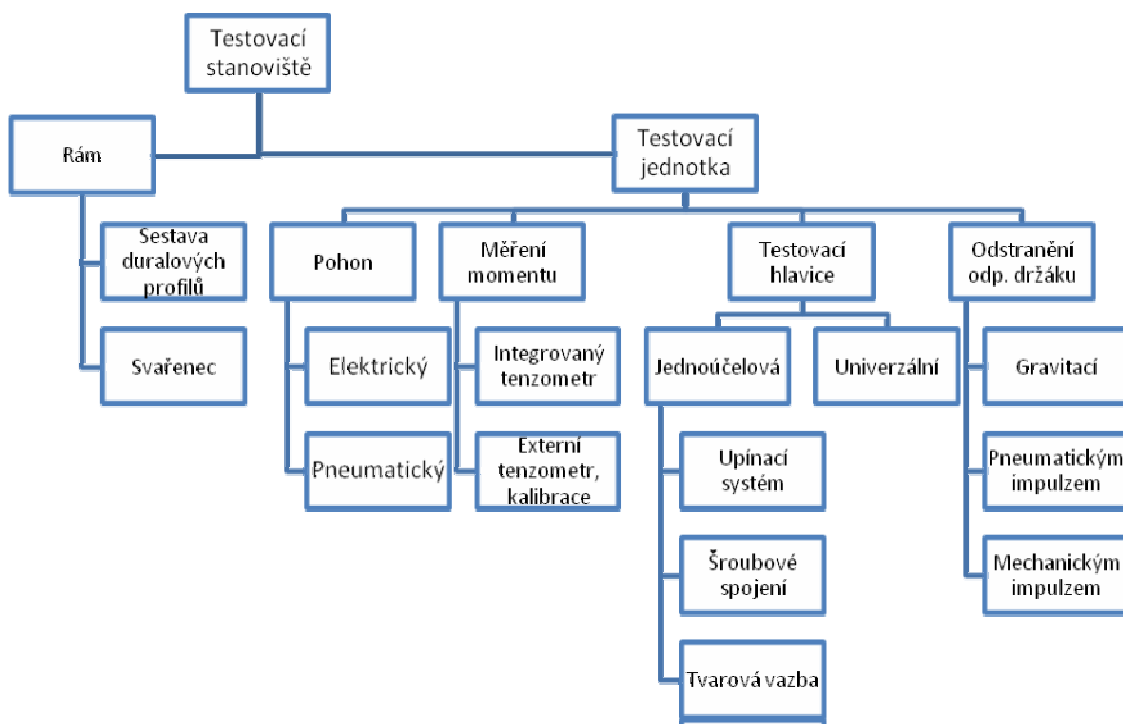 Testovací
stanoviště
Rám
Testovací
jednotka
Sestava
duralových
profilů
Svařenec
Pohon
Měření
momentu
Testovací
hlavice
Odstranění
odp. držáku
Elektrický
Pneumatický
Integrovaný
tenzometr
Externí
tenzometr,
kalibrace
Jednoúčelová
Univerzální
Upínací
systém
Šroubové
spojení
Tvarová vazba
Gravitací
Pneumatickým
impulzem
Mechanickým
impulzem